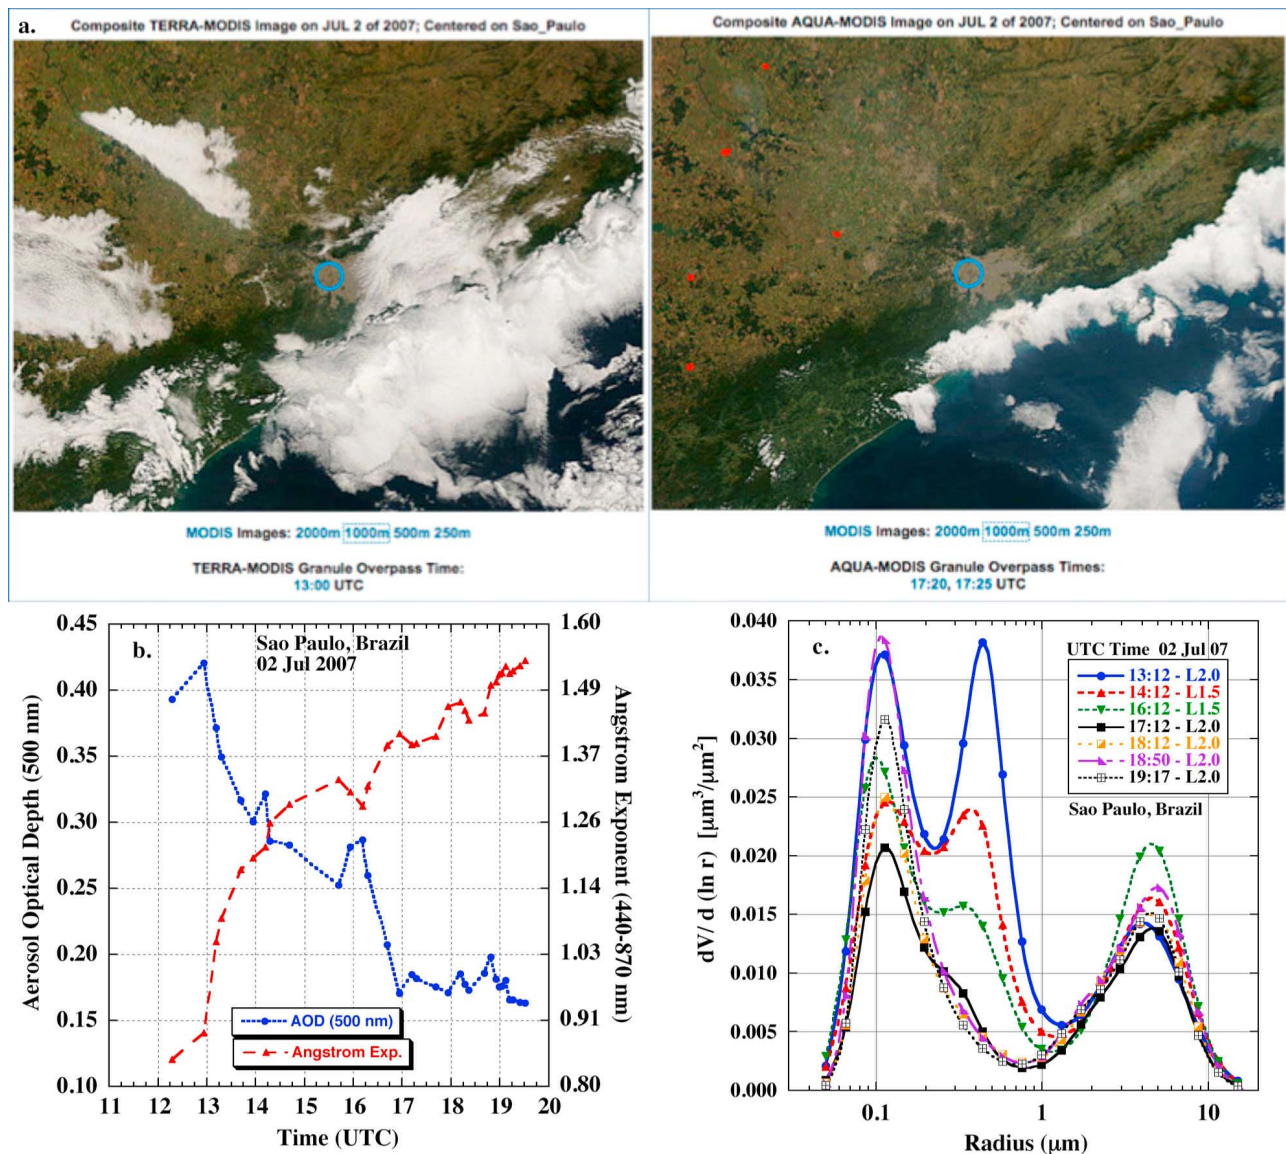 a.
Composite TERRA-MODIS Image on JUL 2 of 2007; Centered on Sao_Paulo
Composite AQUA-MODIS Image on JUL 2 of 2007; Centered on Sao_Paulo
MODIS Images: 2000m 1000m 500m 250m
TERRA-MODIS Granule Overpass Time:
13:00 UTC
MODIS Images: 2000m 1000m 500m 250m
AQUA-MODIS Granule Overpass Times:
17:20, 17:25 UTC
b.
Sao Paulo, Brazil
02 Jul 2007
Aerosol Optical Depth (500 nm)
0.45
0.40
0.35
0.30
0.25
0.20
0.15
0.10
Angstrom Exponent (440-870 nm)
1.60
1.49
1.37
1.26
1.14
1.03
0.91
0.80
AOD (500 nm)
Angstrom Exp.
11 12 13 14 15 16 17 18 19 20
Time (UTC)
c.
dV/ d (ln r) [µm³/µm²]
0.040
0.035
0.030
0.025
0.020
0.015
0.010
0.005
0.000
UTC Time 02 Jul 07
13:12 - L2.0
14:12 - L1.5
16:12 - L1.5
17:12 - L2.0
18:12 - L2.0
18:50 - L2.0
19:17 - L2.0
Sao Paulo, Brazil
0.1 1 10
Radius (µm)